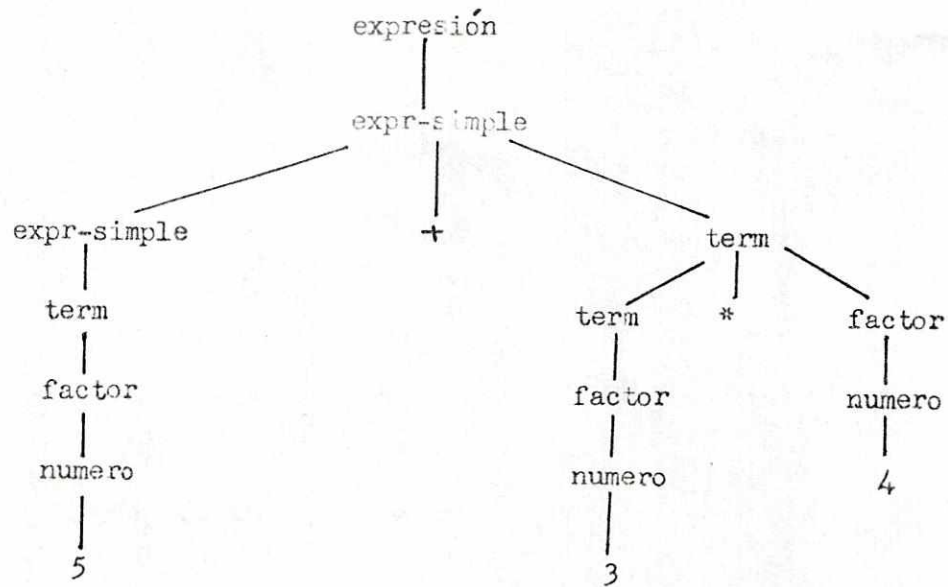 expresión
expr-simple
expr-simple + term
term term * factor
factor factor numero
numero numero 4
5 3